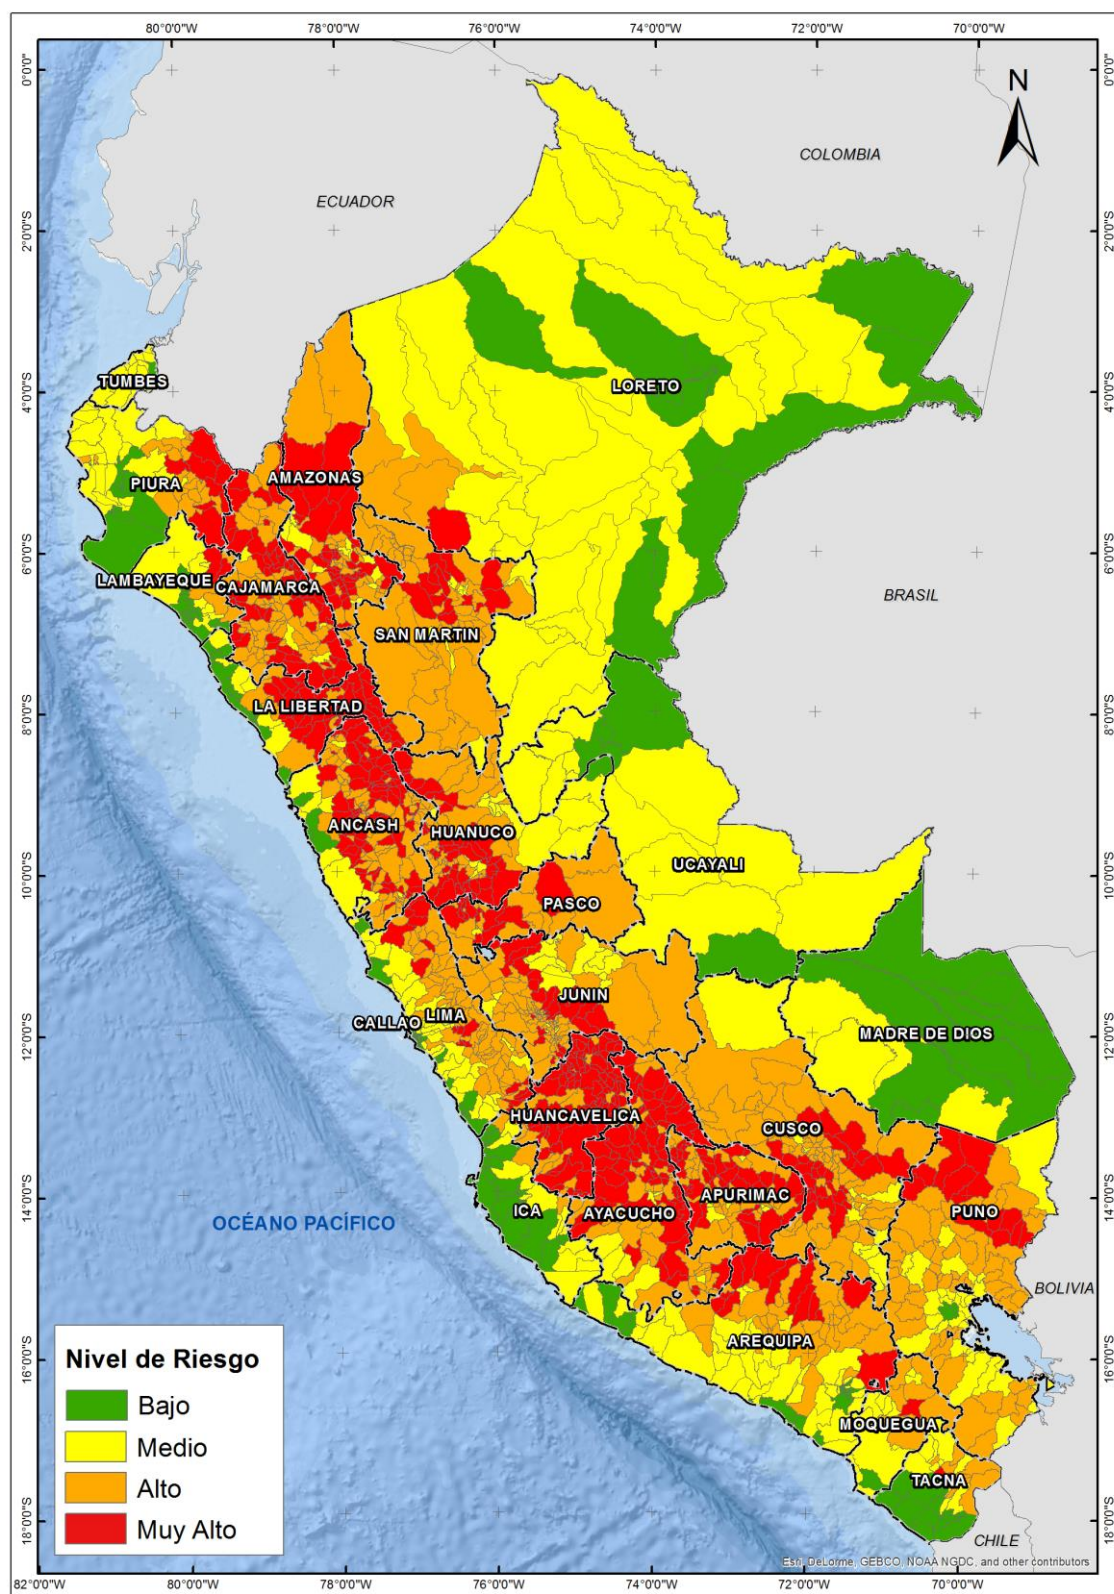 80°0'0"W 78°0'0"W 76°0'0"W 74°0'0"W 72°0'0"W 70°0'0"W
0°0'0"
2°0'0"S
4°0'0"S
6°0'0"S
8°0'0"S
10°0'0"S
12°0'0"S
14°0'0"S
16°0'0"S
18°0'0"S
N
COLOMBIA
ECUADOR
TUMBES
LORETO
PIURA
AMAZONAS
LAMBAYEQUE
CAJAMARCA
BRASIL
SAN MARTIN
LA LIBERTAD
ANCASH
HUANUCO
UCAYALI
PASCO
JUNIN
CALLAO
LIMA
MADRE DE DIOS
HUANCAVELICA
CUSCO
ICA
AYACUCHO
APURIMAC
PUNO
OCÉANO PACÍFICO
BOLIVIA
AREQUIPA
MOQUEGUA
TACNA
CHILE
Nivel de Riesgo
Bajo
Medio
Alto
Muy Alto
Esri, DeLorme, GEBCO, NOAA NGDC, and other contributors
0°0'0"
2°0'0"S
4°0'0"S
6°0'0"S
8°0'0"S
10°0'0"S
12°0'0"S
14°0'0"S
16°0'0"S
18°0'0"S
82°0'0"W 80°0'0"W 78°0'0"W 76°0'0"W 74°0'0"W 72°0'0"W 70°0'0"W